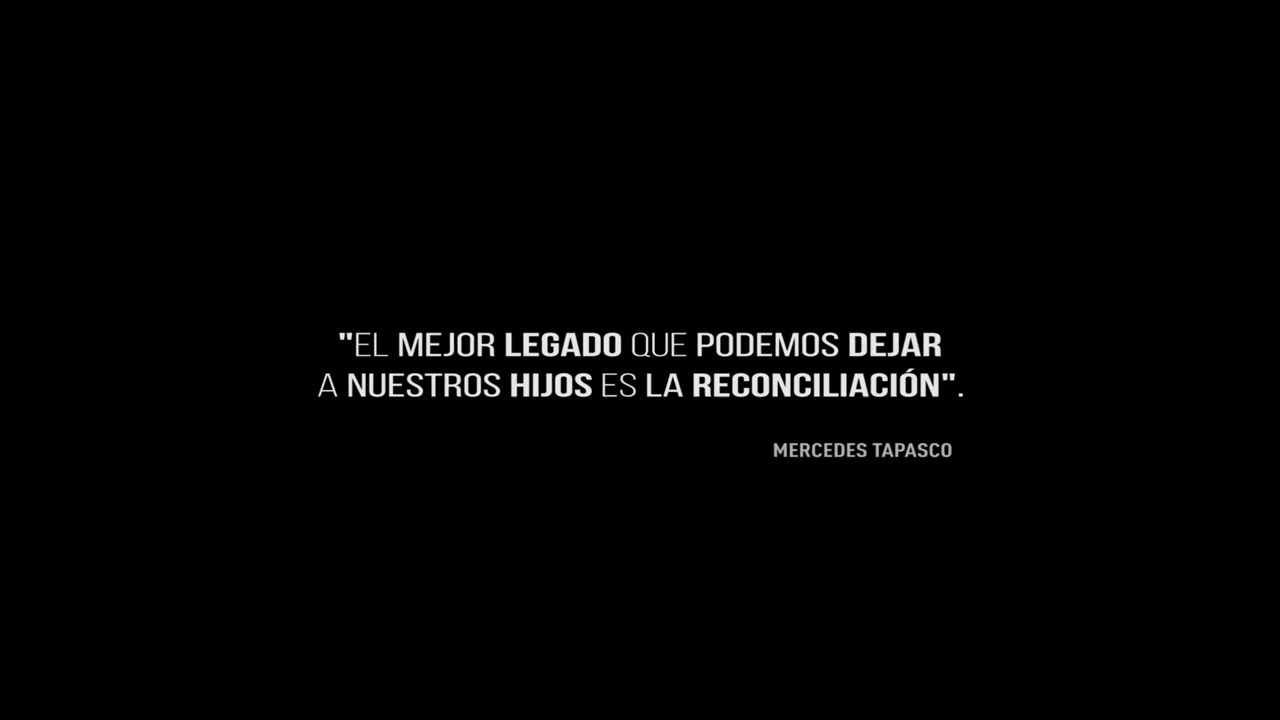 "EL MEJOR LEGADO QUE PODEMOS DEJAR
A NUESTROS HIJOS ES LA RECONCILIACIÓN".
MERCEDES TAPASCO